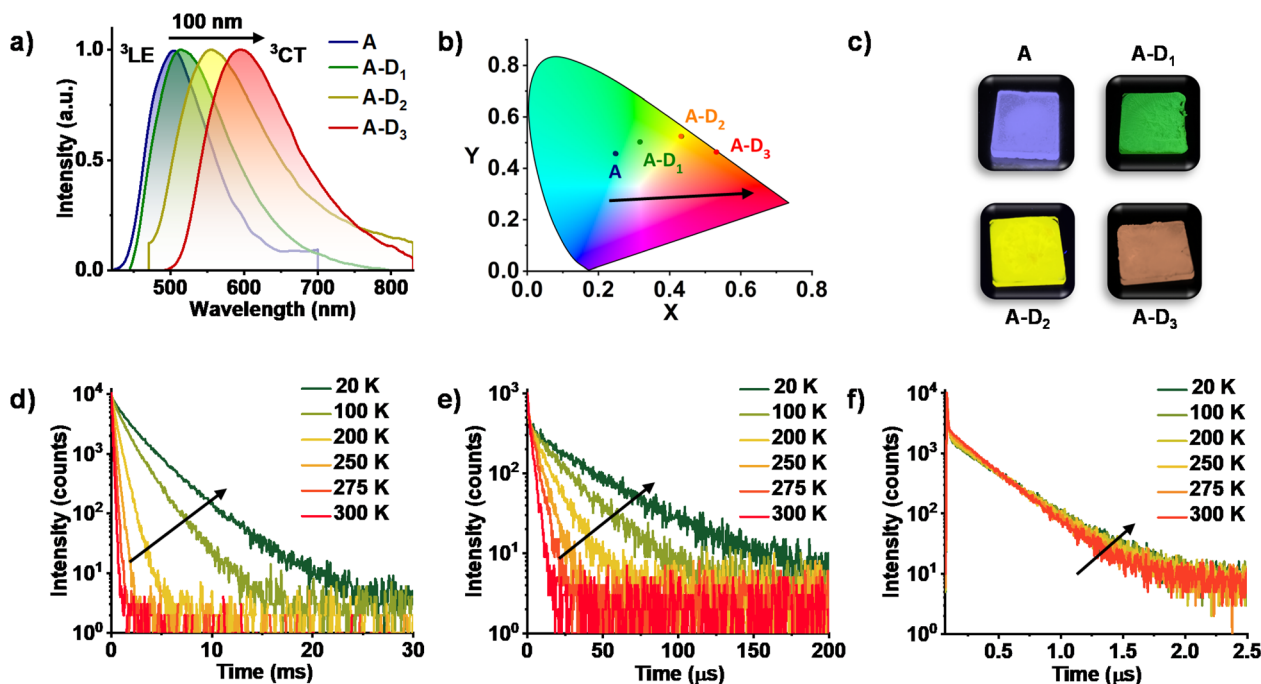 a)
100 nm
³LE
³CT
A
A-D₁
A-D₂
A-D₃
Intensity (a.u.)
1.0
0.5
0.0
500
600
700
800
Wavelength (nm)
b)
Y
0.8
0.6
0.4
0.2
0.0
0.0
0.2
0.4
0.6
0.8
X
A
A-D₁
A-D₂
A-D₃
c)
A
A-D₁
A-D₂
A-D₃
d)
Intensity (counts)
10⁴
10³
10²
10¹
10⁰
0
10
20
30
Time (ms)
20 K
100 K
200 K
250 K
275 K
300 K
e)
Intensity (counts)
10³
10²
10¹
10⁰
0
50
100
150
200
Time (µs)
20 K
100 K
200 K
250 K
275 K
300 K
f)
Intensity (counts)
10⁴
10³
10²
10¹
10⁰
0.5
1.0
1.5
2.0
2.5
Time (µs)
20 K
100 K
200 K
250 K
275 K
300 K